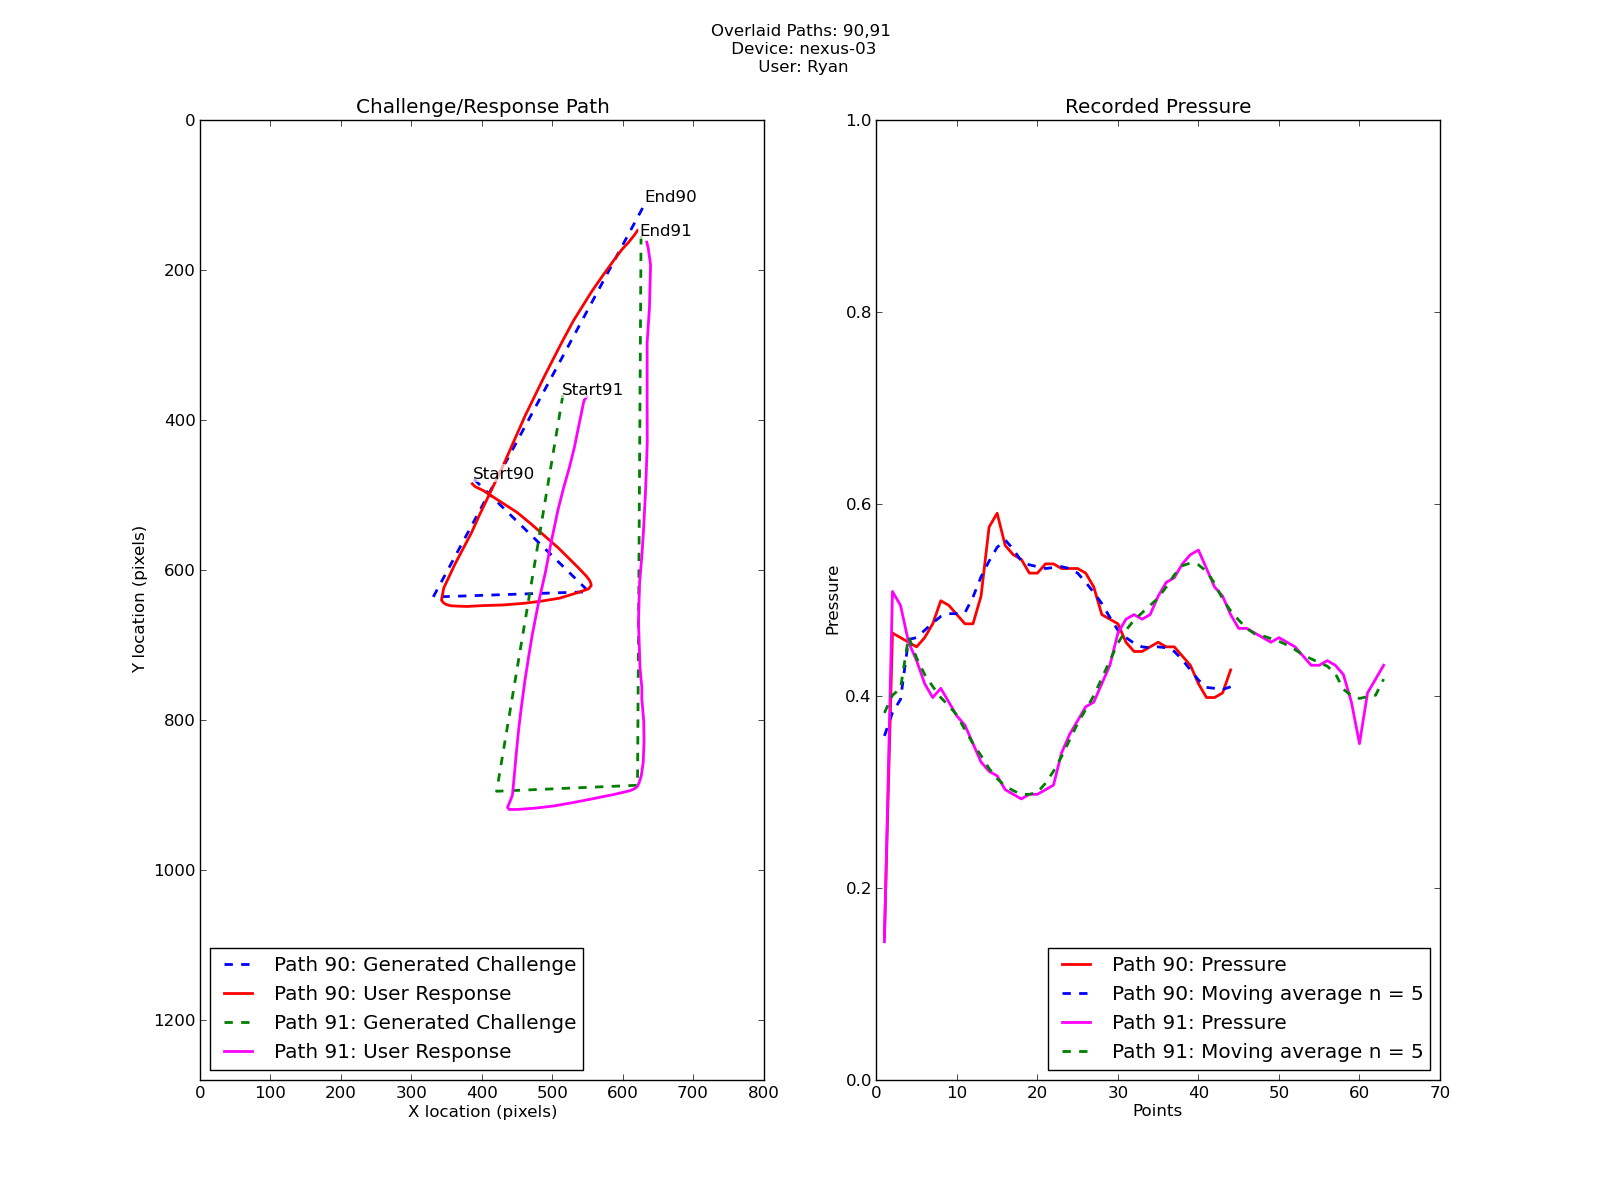 Overlaid Paths: 90,91
Device: nexus-03
User: Ryan
Challenge/Response Path
0
200
400
600
800
1000
1200
Y location (pixels)
End90
End91
Start91
Start90
Path 90: Generated Challenge
Path 90: User Response
Path 91: Generated Challenge
Path 91: User Response
0 100 200 300 400 500 600 700 800
X location (pixels)
Recorded Pressure
1.0
0.8
0.6
0.4
0.2
0.0
Pressure
Path 90: Pressure
Path 90: Moving average n = 5
Path 91: Pressure
Path 91: Moving average n = 5
0 10 20 30 40 50 60 70
Points